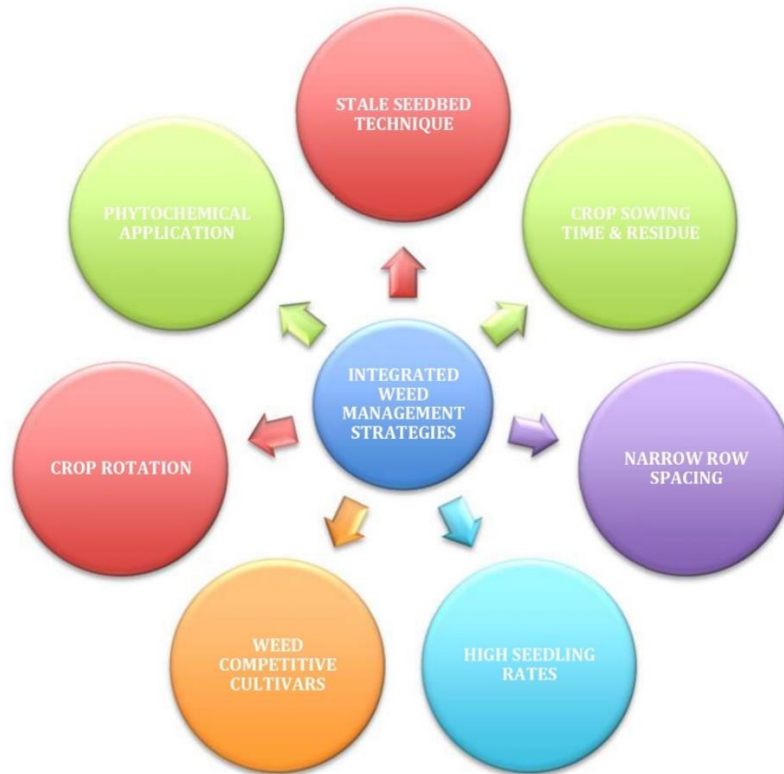 STALE SEEDBED
TECHNIQUE
PHYTOCHEMICAL
APPLICATION
CROP SOWING
TIME & RESIDUE
INTEGRATED
WEED
MANAGEMENT
STRATEGIES
CROP ROTATION
NARROW ROW
SPACING
WEED
COMPETITIVE
CULTIVARS
HIGH SEEDLING
RATES